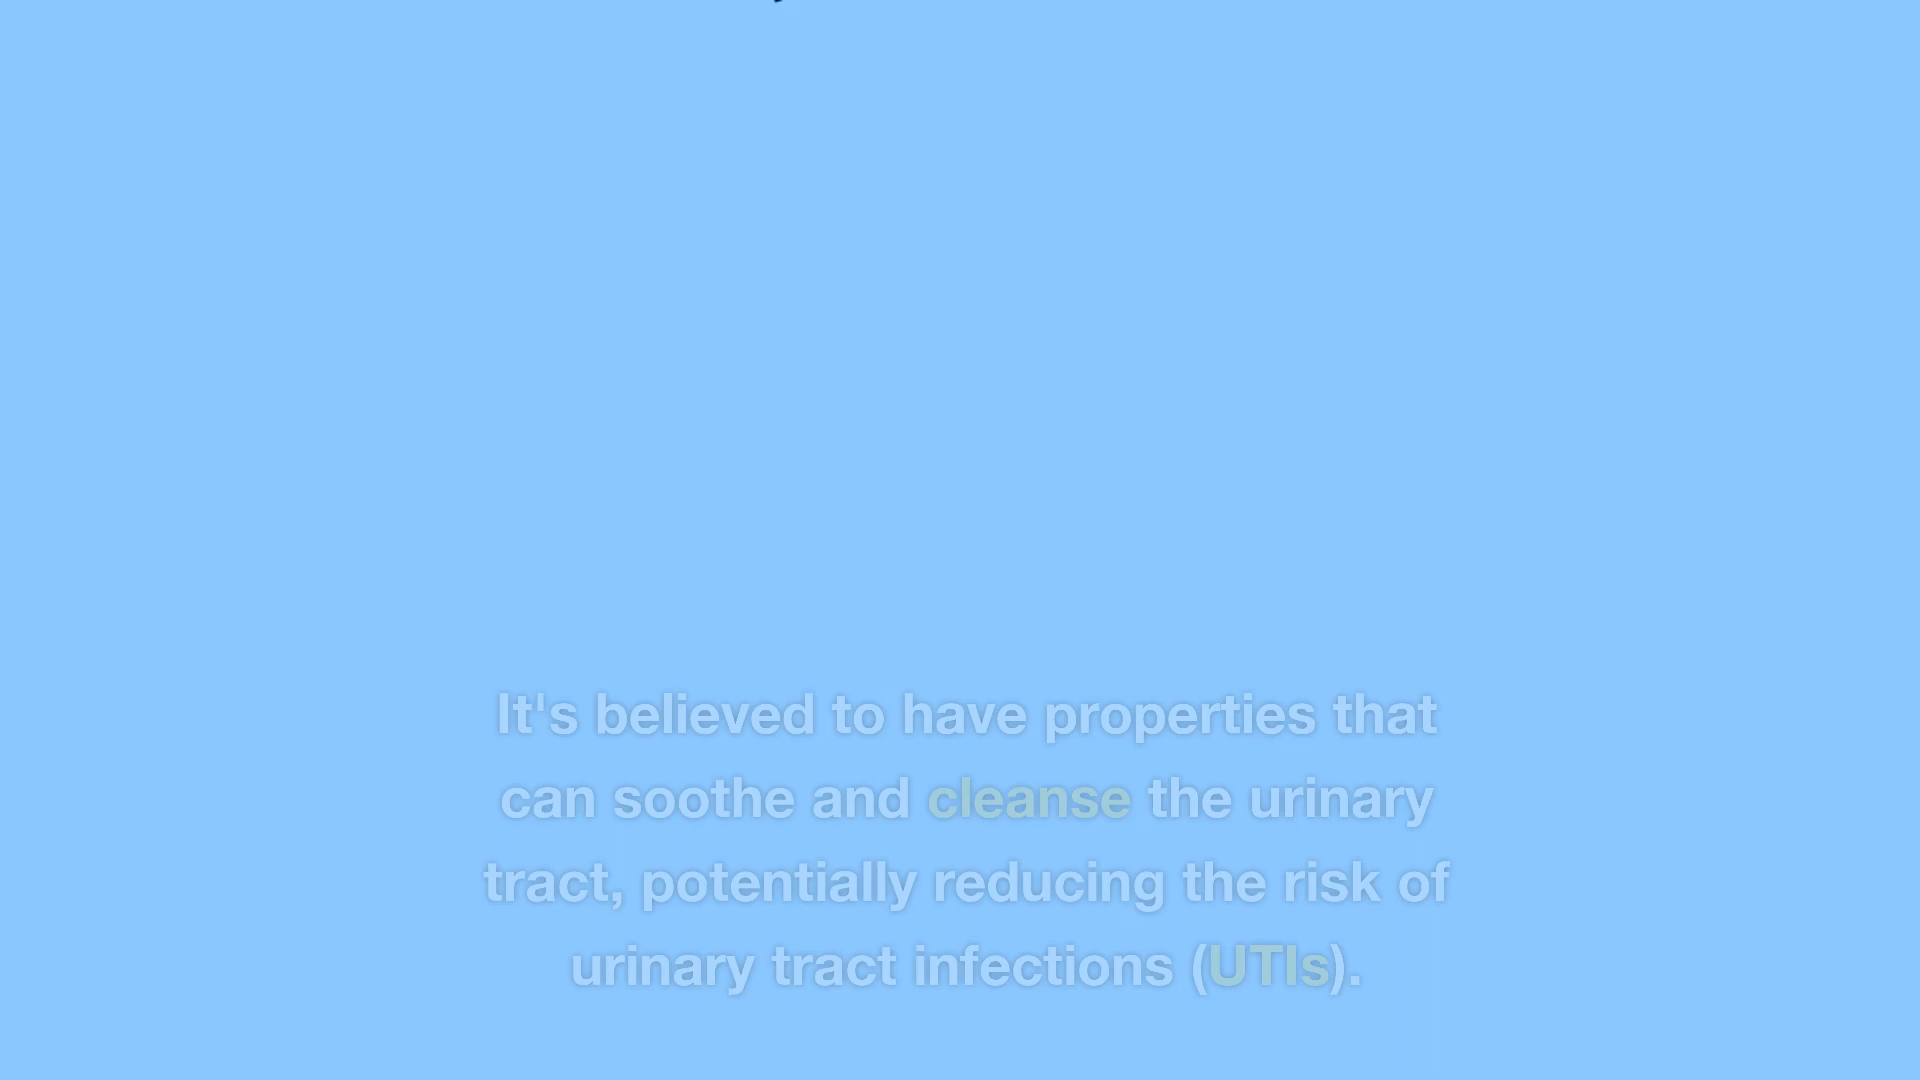 It's believed to have properties that
can soothe and cleanse the urinary
tract, potentially reducing the risk of
urinary tract infections (UTIs).